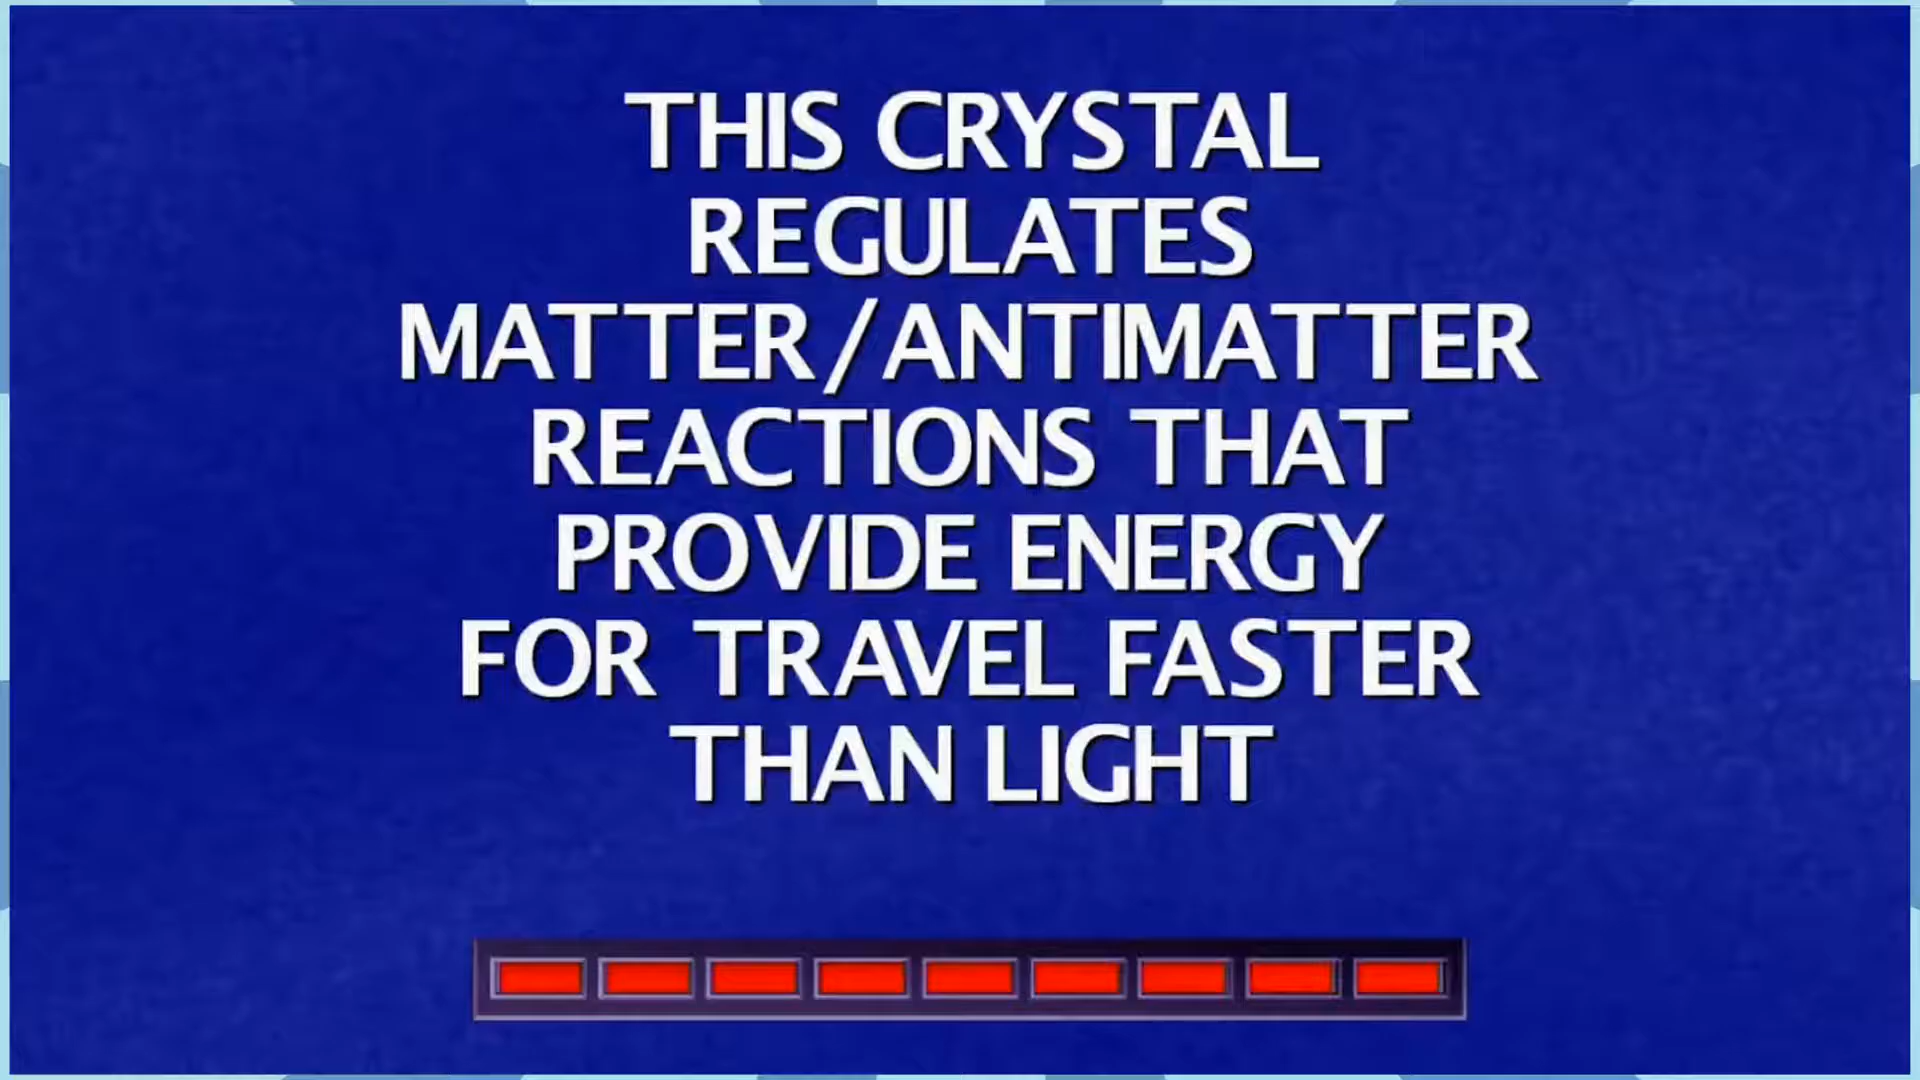 THIS CRYSTAL
REGULATES
MATTER/ANTIMATTER
REACTIONS THAT
PROVIDE ENERGY
FOR TRAVEL FASTER
THAN LIGHT